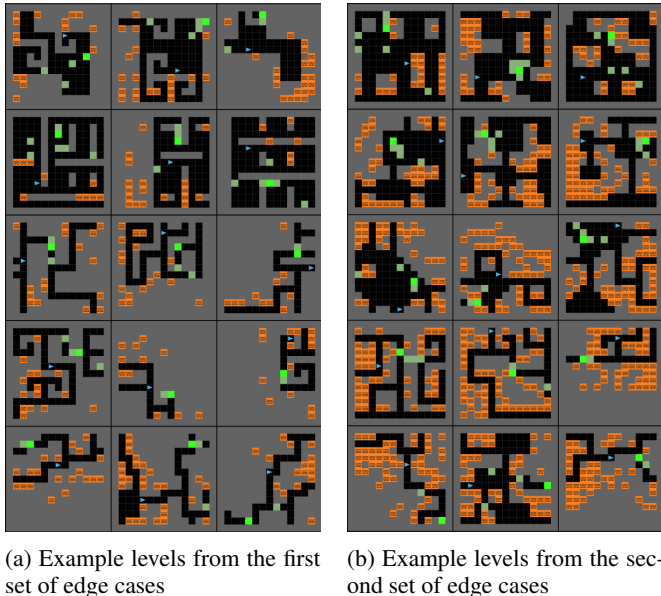 (a) Example levels from the first
set of edge cases
(b) Example levels from the sec-
ond set of edge cases